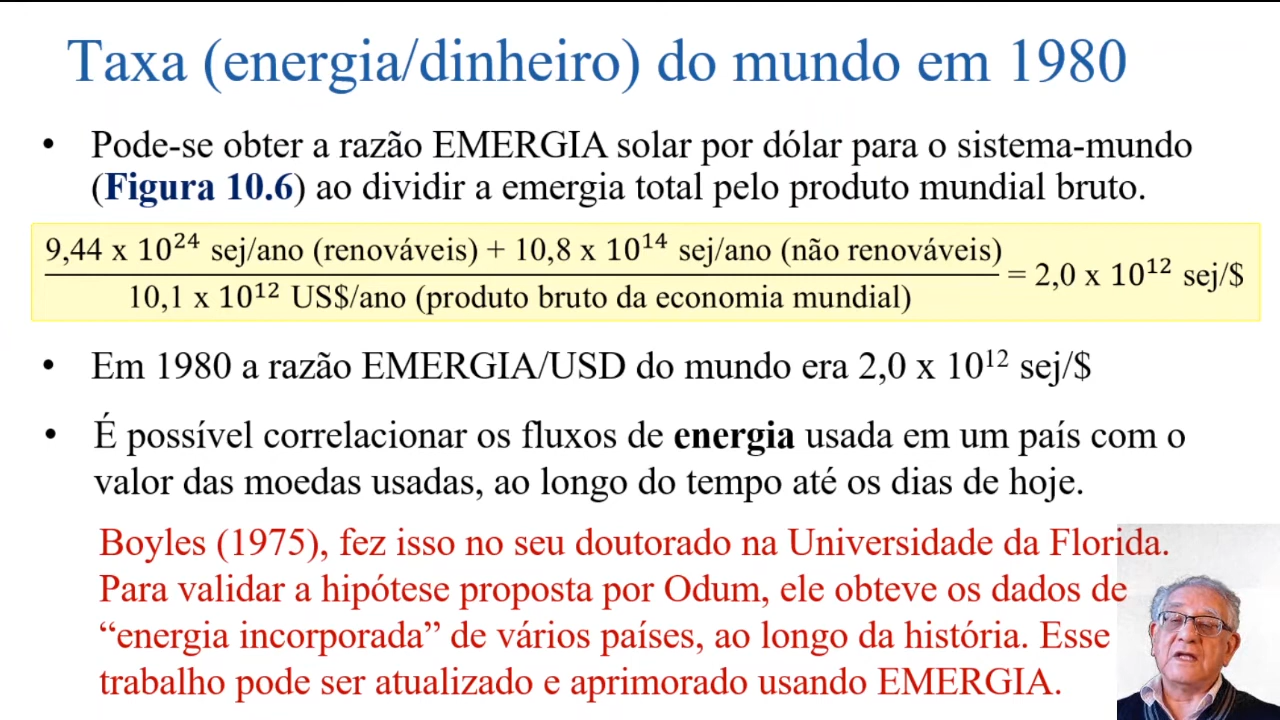 Taxa (energia/dinheiro) do mundo em 1980
• Pode-se obter a razão EMERGIA solar por dólar para o sistema-mundo
(Figura 10.6) ao dividir a emergia total pelo produto mundial bruto.
9,44 x 10²⁴ sej/ano (renováveis) + 10,8 x 10¹⁴ sej/ano (não renováveis)
10,1 x 10¹² US$/ano (produto bruto da economia mundial)
= 2,0 x 10¹² sej/$
• Em 1980 a razão EMERGIA/USD do mundo era 2,0 x 10¹² sej/$
• É possível correlacionar os fluxos de energia usada em um país com o
valor das moedas usadas, ao longo do tempo até os dias de hoje.
Boyles (1975), fez isso no seu doutorado na Universidade da Florida.
Para validar a hipótese proposta por Odum, ele obteve os dados de
“energia incorporada” de vários países, ao longo da história. Esse
trabalho pode ser atualizado e aprimorado usando EMERGIA.